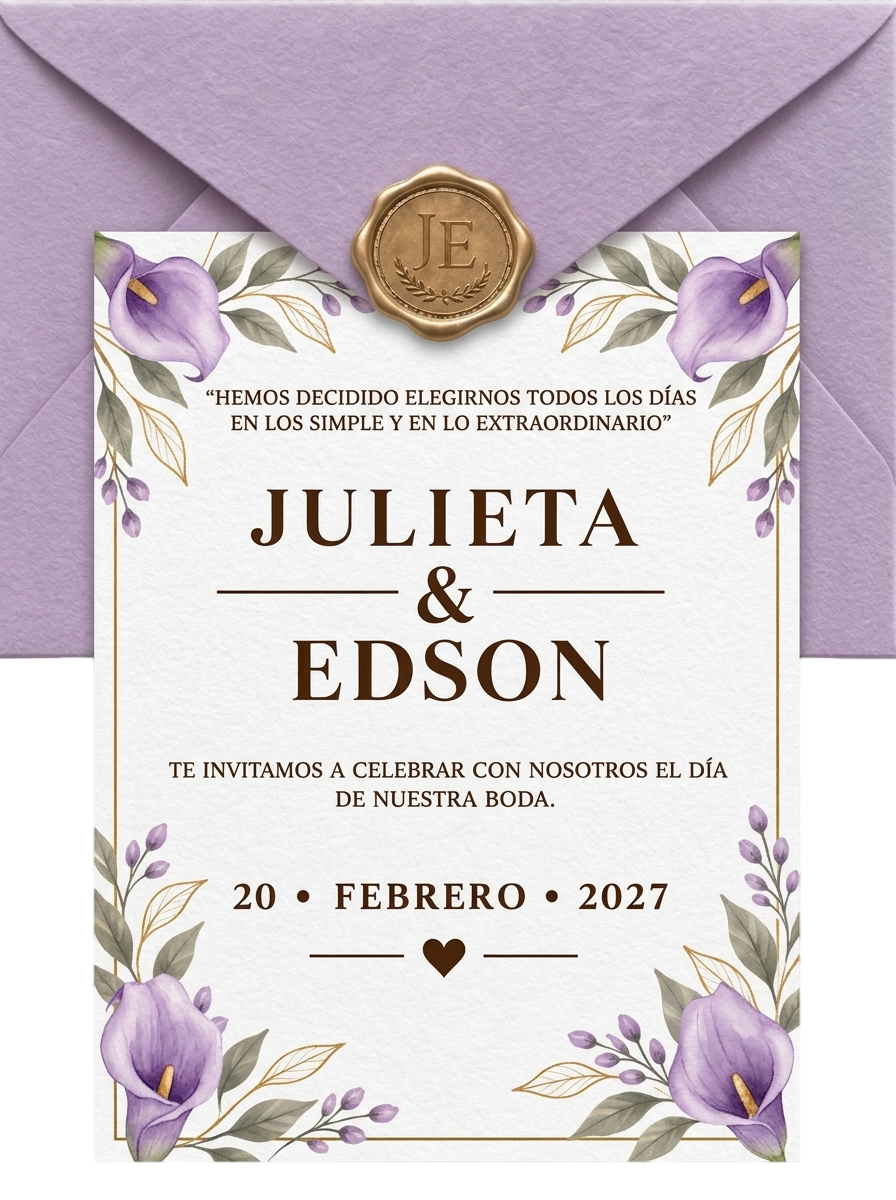 JE
“HEMOS DECIDIDO ELEGIRNOS TODOS LOS DÍAS
EN LOS SIMPLE Y EN LO EXTRAORDINARIO”
JULIETA
&
EDSON
TE INVITAMOS A CELEBRAR CON NOSOTROS EL DÍA
DE NUESTRA BODA.
20 • FEBRERO • 2027